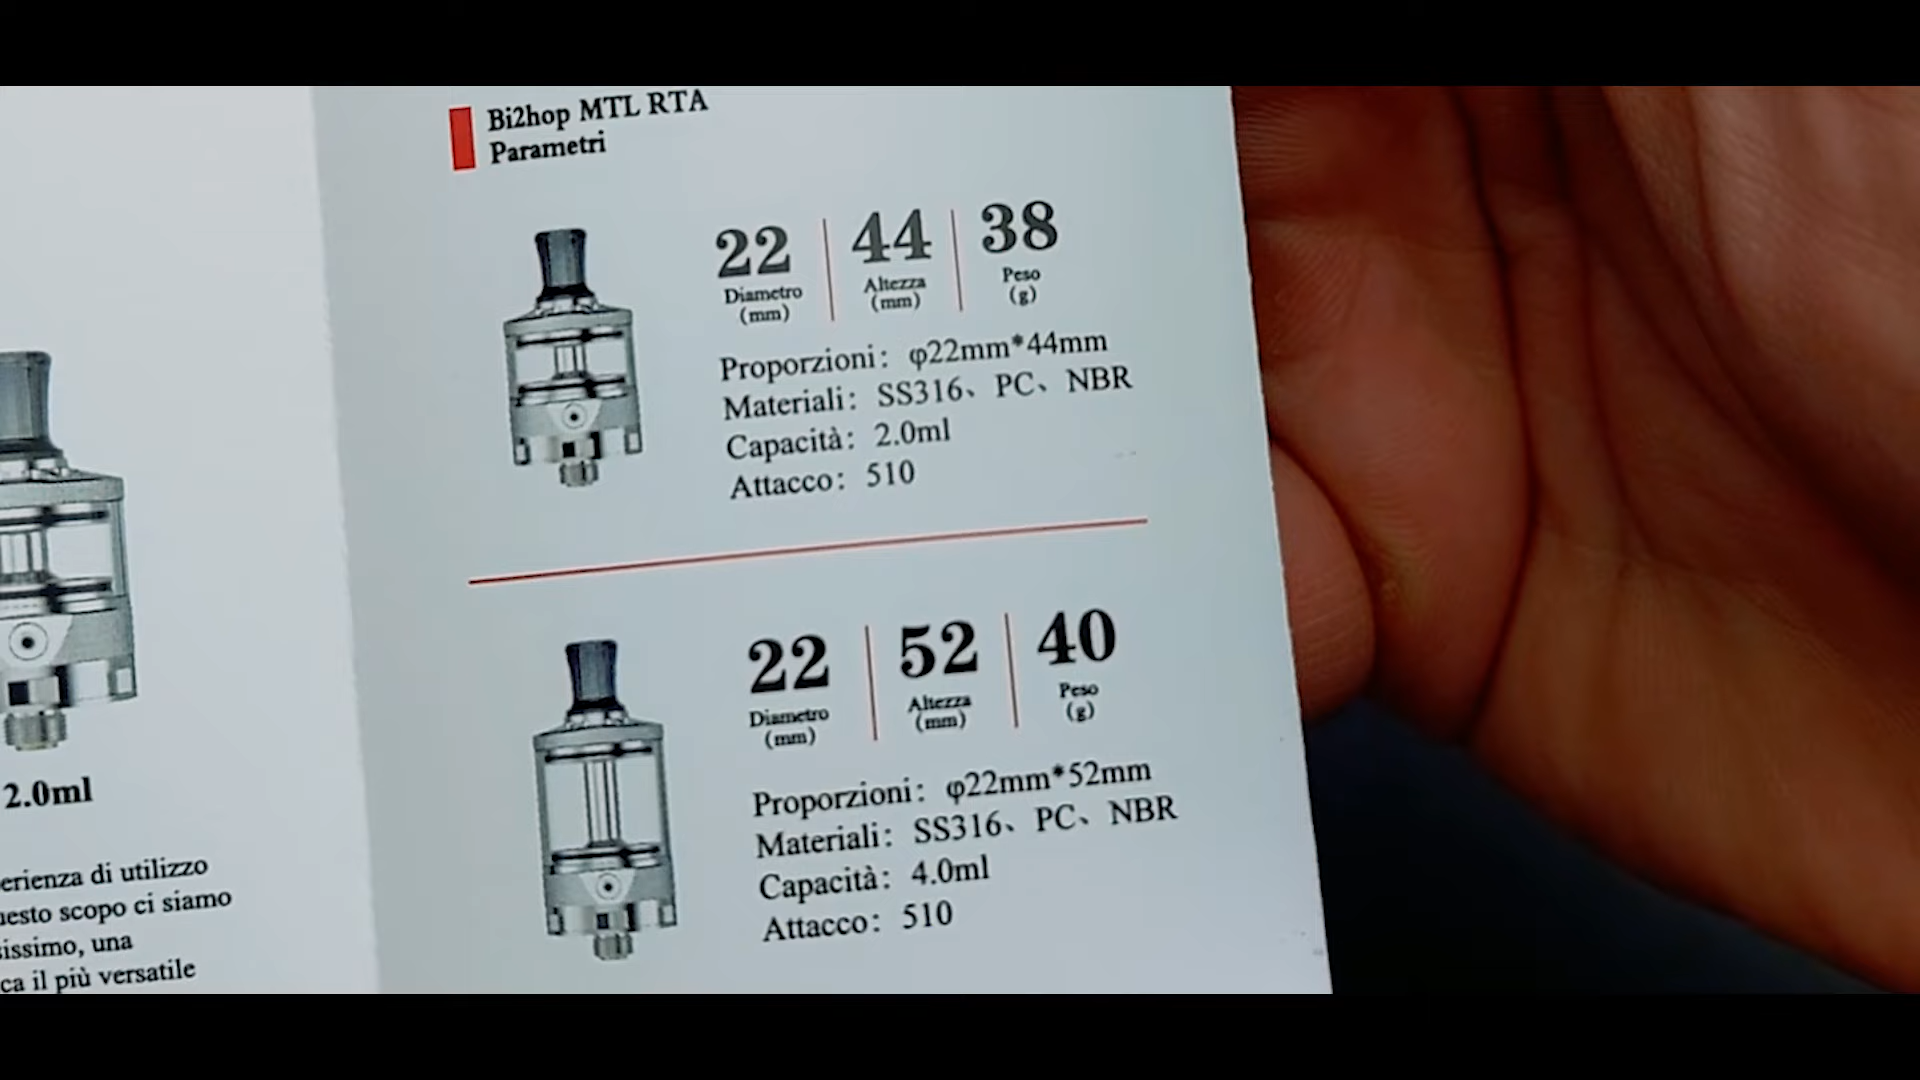 Bi2hop MTL RTA
Parametri
22
Diametro
(mm)
44
Altezza
(mm)
38
Peso
(g)
Proporzioni: φ22mm*44mm
Materiali: SS316、PC、NBR
Capacità: 2.0ml
Attacco: 510
22
Diametro
(mm)
52
Altezza
(mm)
40
Peso
(g)
Proporzioni: φ22mm*52mm
Materiali: SS316、PC、NBR
Capacità: 4.0ml
Attacco: 510
2.0ml
erienza di utilizzo
uesto scopo ci siamo
sissimo, una
ca il più versatile